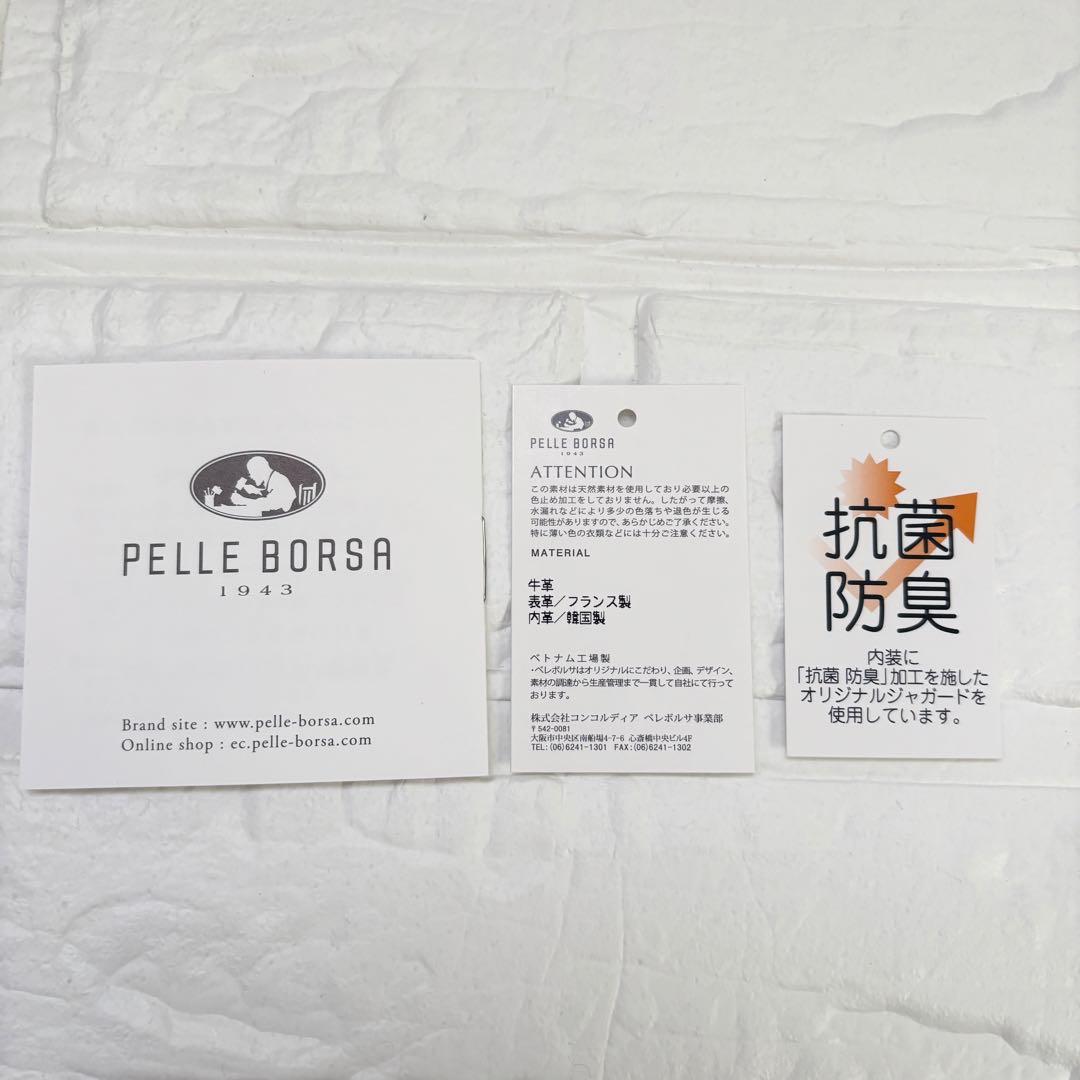 PELLE BORSA
1943
Brand site : www.pelle-borsa.com
Online shop : ec.pelle-borsa.com
PELLE BORSA
1943
ATTENTION
この素材は天然素材を使用しており必要以上の
色止め加工をしておりません。したがって摩擦、
水漏れなどにより多少の色落ちや退色が生じる
可能性がありますので、あらかじめご了承ください。
特に薄い色の衣類などには十分ご注意ください。
MATERIAL
牛革
表革／フランス製
内革／韓国製
ベトナム工場製
・ペレボルサはオリジナルにこだわり、企画、デザイン、
素材の調達から生産管理まで一貫して自社にて行って
おります。
株式会社コンコルディア ペレボルサ事業部
〒542-0081
大阪市中央区南船場4-7-6 心斎橋中央ビル4F
TEL:(06)6241-1301 FAX:(06)6241-1302
抗菌
防臭
内装に
「抗菌 防臭」加工を施した
オリジナルジャガードを
使用しています。